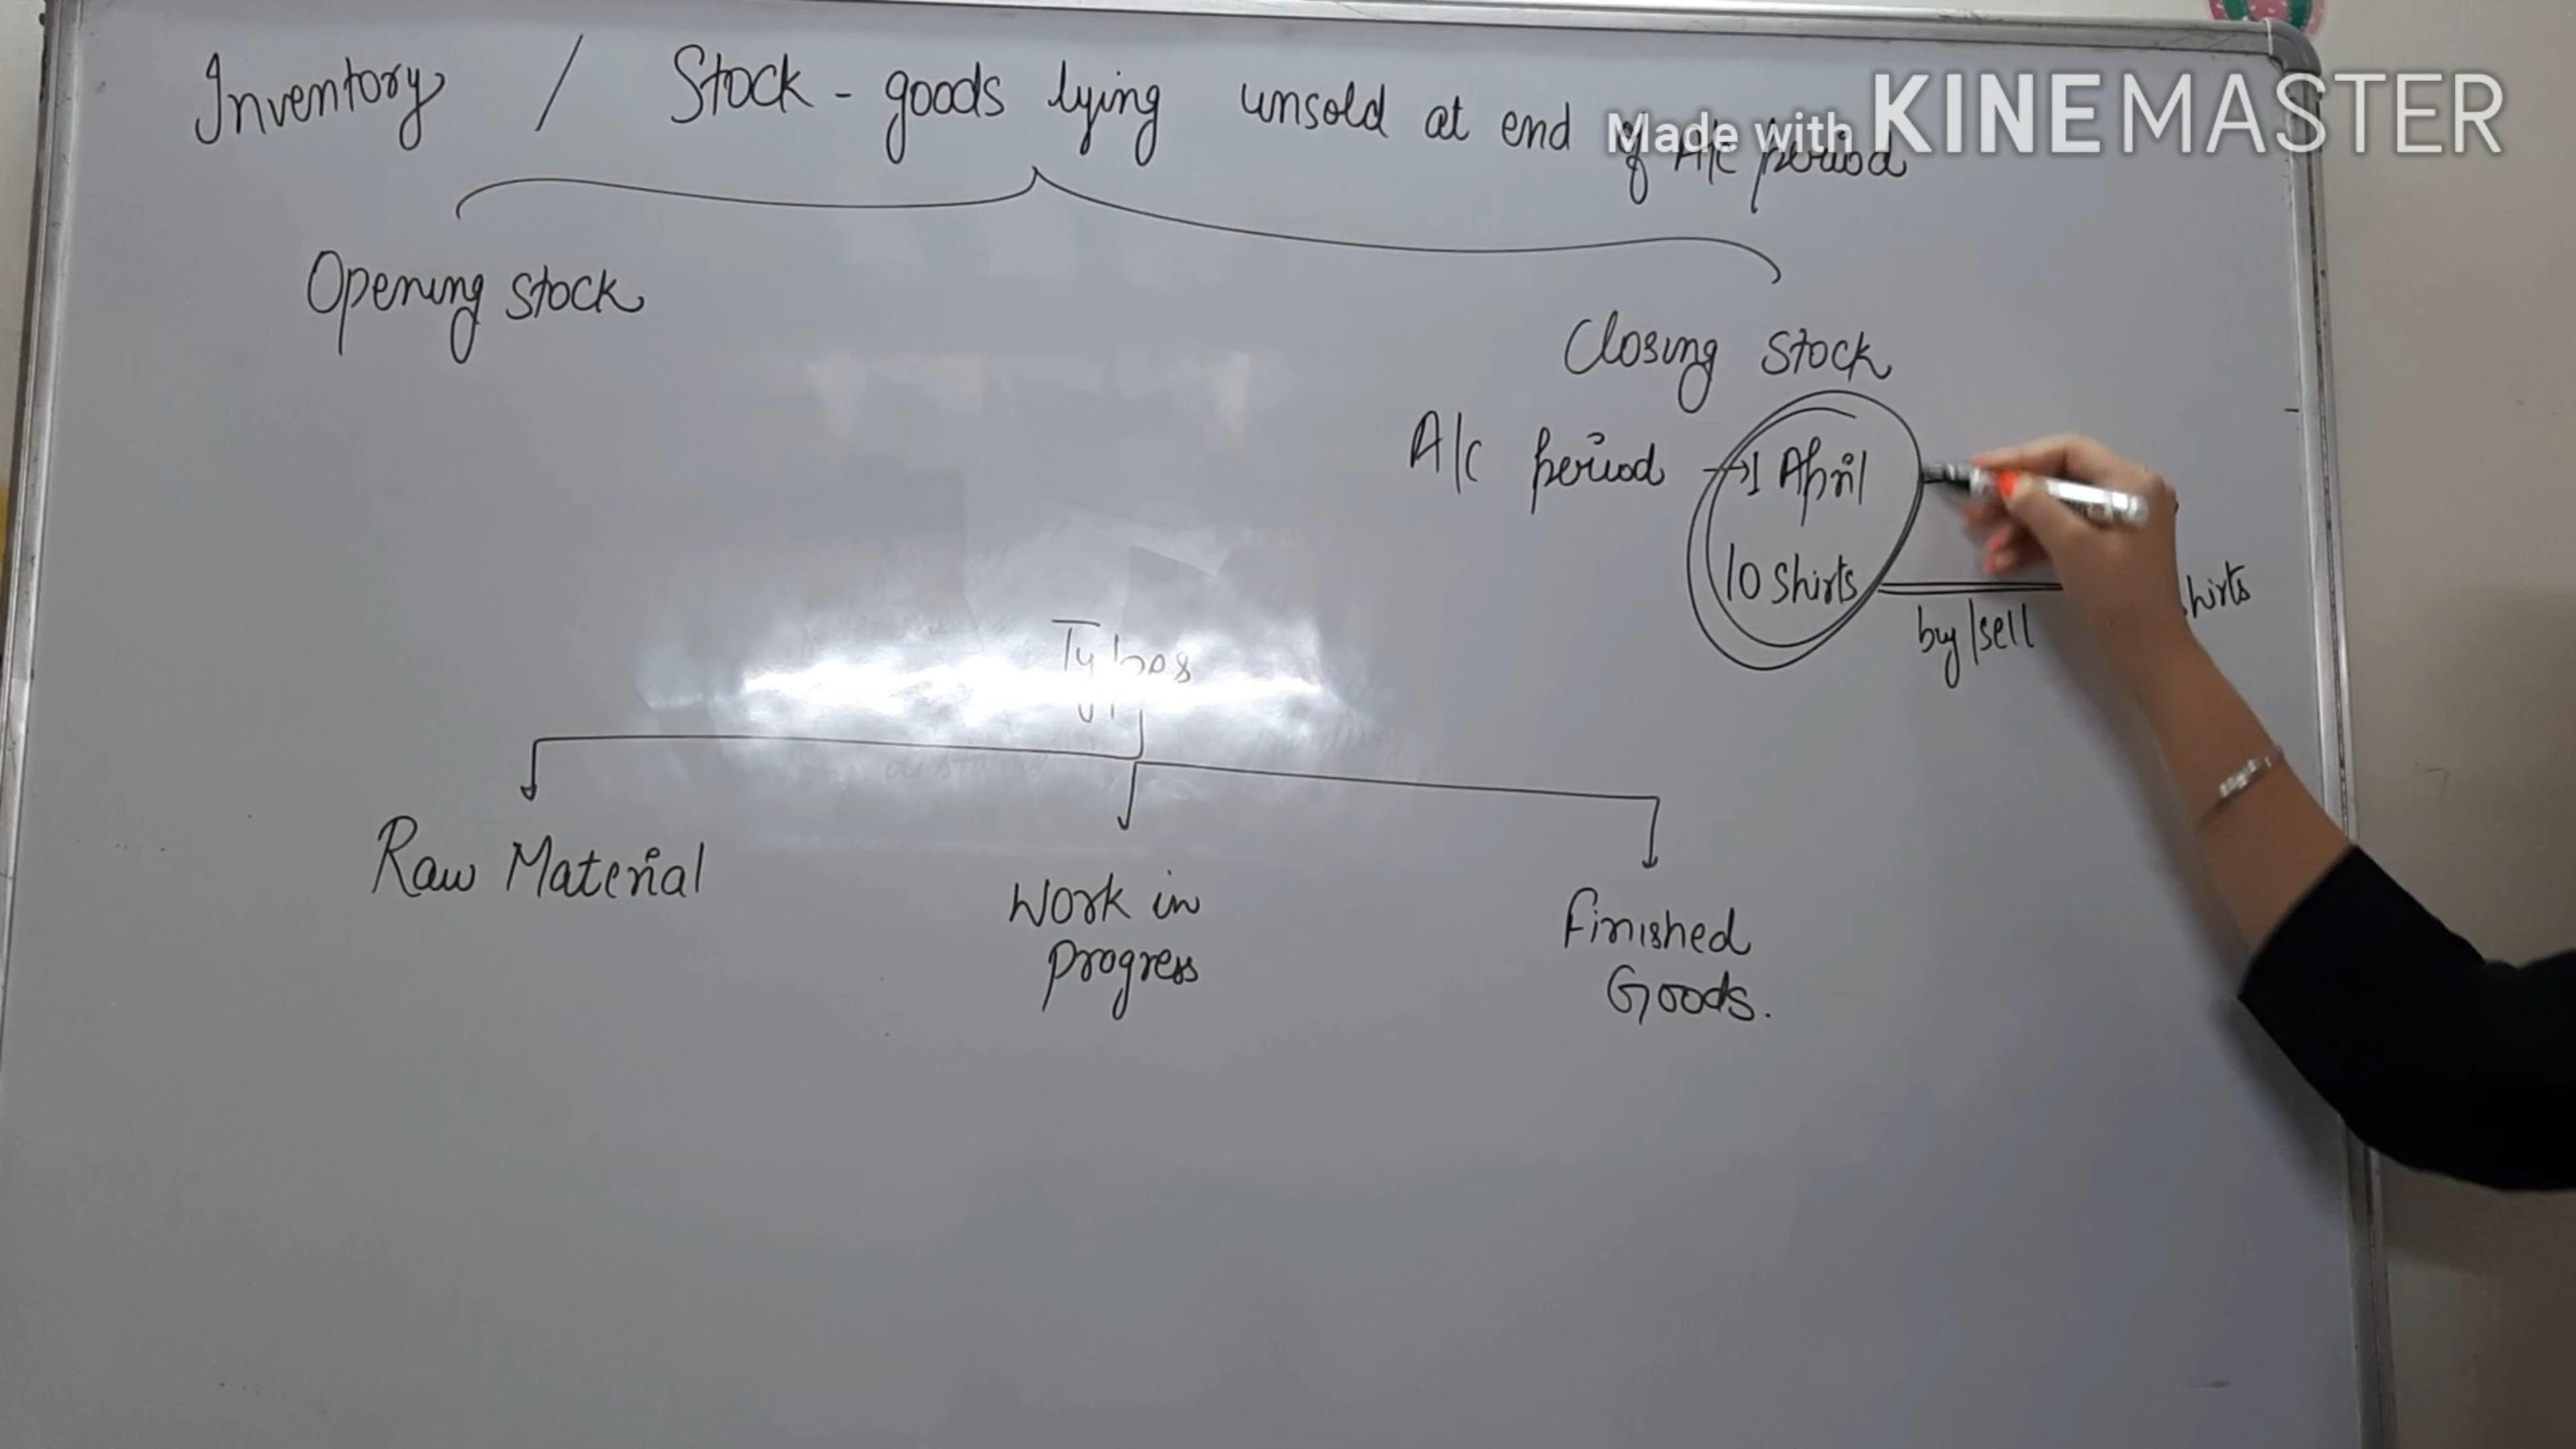 Inventory / Stock - goods lying unsold at end of A/c period
Made with KINEMASTER
Opening stock
Closing stock
A/c period → 1 April
10 shirts
by/sell
hirts
Types
Raw Material
Work in
progress
Finished
Goods.